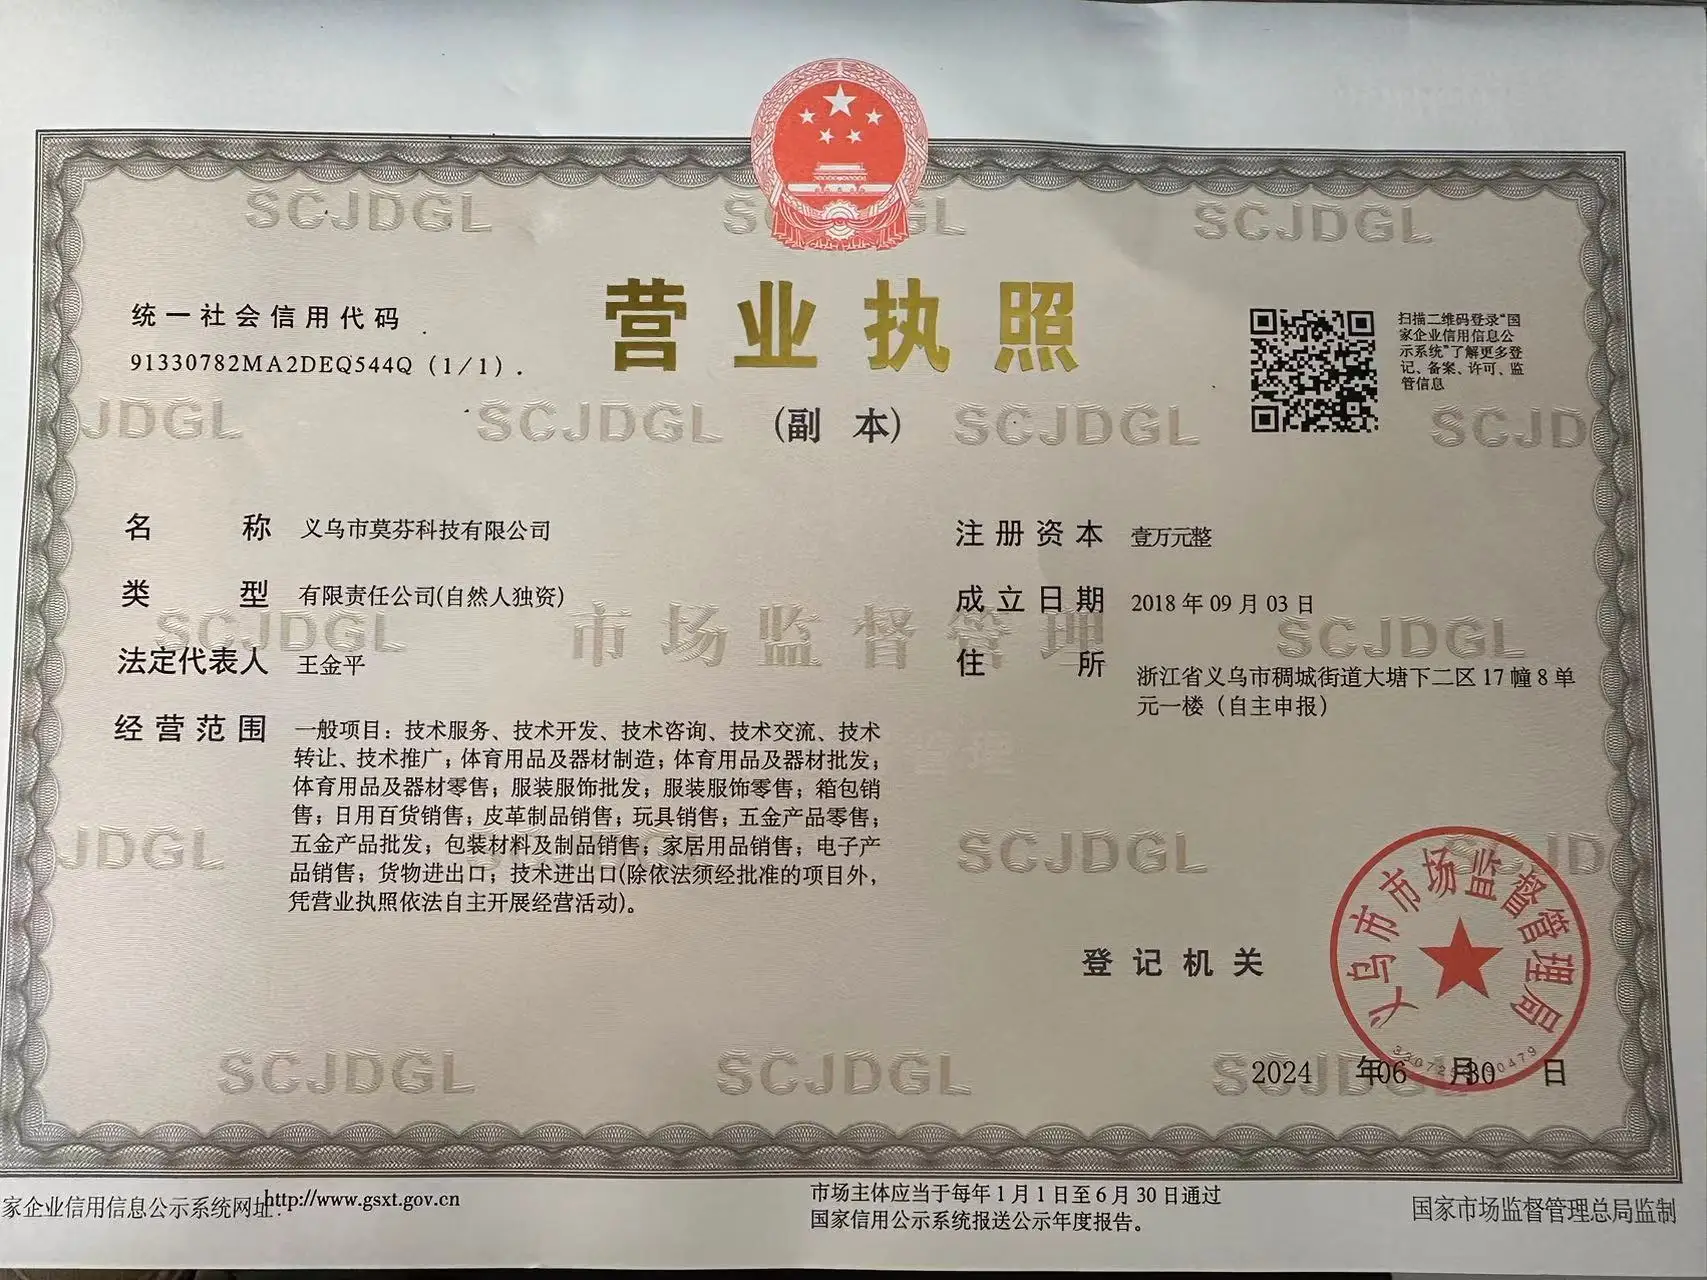 统一社会信用代码
91330782MA2DEQ544Q（1/1）.
营业执照
（副 本）
扫描二维码登录“国
家企业信用信息公
示系统”了解更多登
记、备案、许可、监
管信息
名 称 义乌市莫芬科技有限公司
类 型 有限责任公司(自然人独资)
法定代表人 王金平
经营范围 一般项目：技术服务、技术开发、技术咨询、技术交流、技术
转让、技术推广；体育用品及器材制造；体育用品及器材批发；
体育用品及器材零售；服装服饰批发；服装服饰零售；箱包销
售；日用百货销售；皮革制品销售；玩具销售；五金产品零售；
五金产品批发；包装材料及制品销售；家居用品销售；电子产
品销售；货物进出口；技术进出口(除依法须经批准的项目外，
凭营业执照依法自主开展经营活动)。
注册资本 壹万元整
成立日期 2018年09月03日
住 所 浙江省义乌市稠城街道大塘下二区17幢8单
元一楼（自主申报）
登记机关
义乌市市场监督管理局
2024 年06 月30 日
SCJDGL SCJDGL SCJDGL
JDGL SCJDGL SCJDGL SCJD
SCJDGL 市场监督管理 SCJDGL
JDGL SCJDGL SCJD
SCJDGL SCJDGL SCJDGL
家企业信用信息公示系统网址:http://www.gsxt.gov.cn
市场主体应当于每年1月1日至6月30日通过
国家信用公示系统报送公示年度报告。
国家市场监督管理总局监制